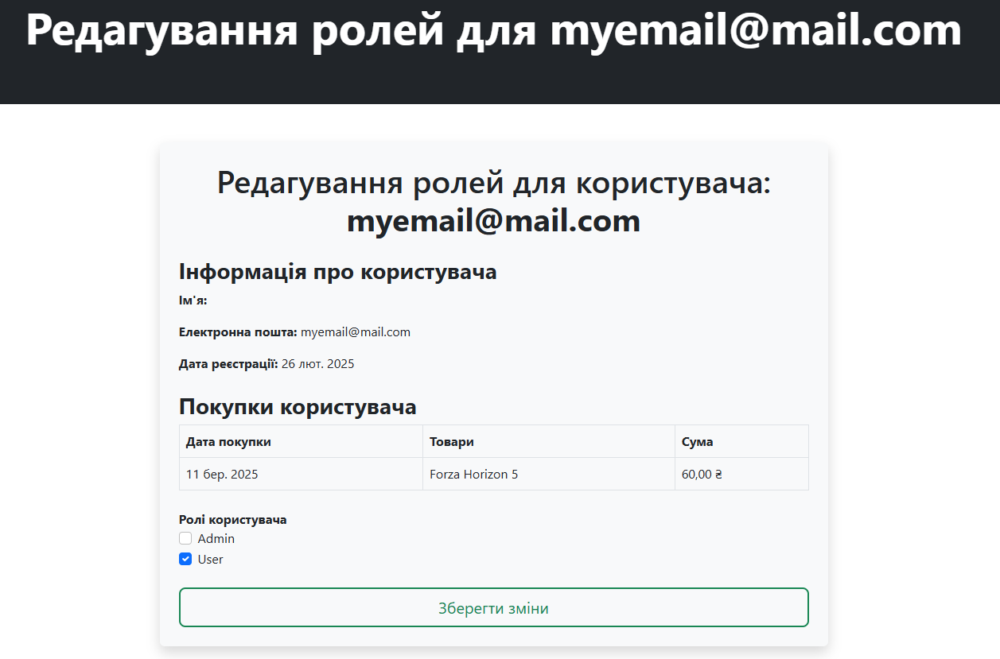 Редагування ролей для myemail@mail.com
Редагування ролей для користувача:
myemail@mail.com
Інформація про користувача
Ім'я:
Електронна пошта: myemail@mail.com
Дата реєстрації: 26 лют. 2025
Покупки користувача
Дата покупки Товари Сума
11 бер. 2025 Forza Horizon 5 60,00 ₴
Ролі користувача
Admin
User
Зберегти зміни